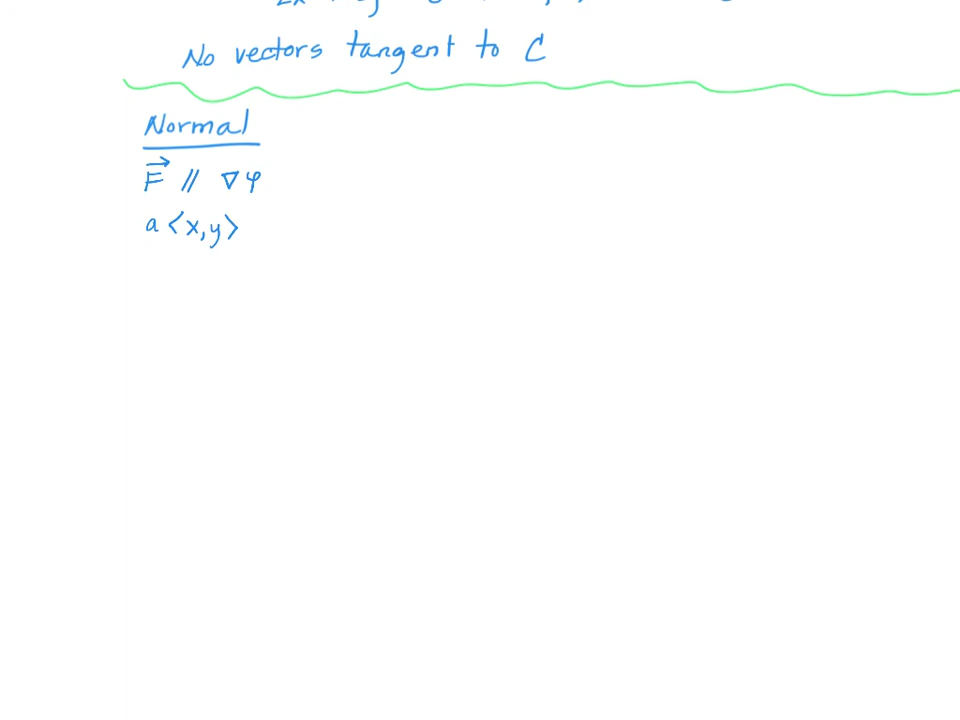 No vectors tangent to C
Normal
F⃗ // ∇φ
a⟨x,y⟩